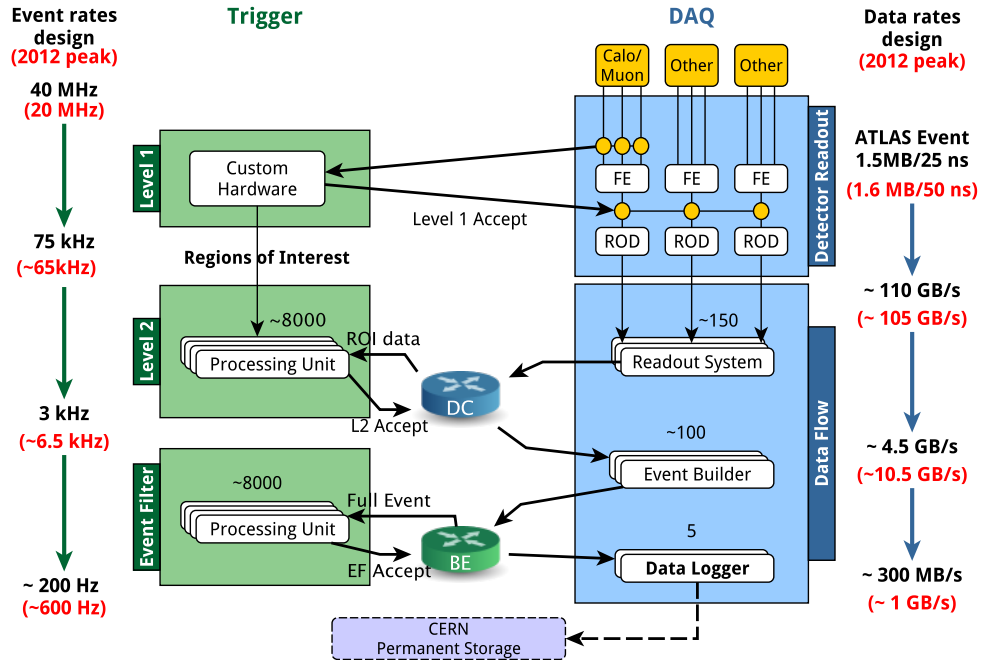 Event rates
design
(2012 peak)
Trigger
DAQ
Data rates
design
(2012 peak)
40 MHz
(20 MHz)
75 kHz
(~65kHz)
3 kHz
(~6.5 kHz)
~ 200 Hz
(~600 Hz)
Level 1
Custom
Hardware
Level 1 Accept
Regions of Interest
Level 2
~8000
Processing Unit
ROI data
L2 Accept
DC
Event Filter
~8000
Processing Unit
Full Event
EF Accept
BE
Calo/
Muon
Other
Other
FE
FE
FE
ROD
ROD
ROD
Detector Readout
~150
Readout System
~100
Event Builder
5
Data Logger
Data Flow
CERN
Permanent Storage
ATLAS Event
1.5MB/25 ns
(1.6 MB/50 ns)
~ 110 GB/s
(~ 105 GB/s)
~ 4.5 GB/s
(~10.5 GB/s)
~ 300 MB/s
(~ 1 GB/s)